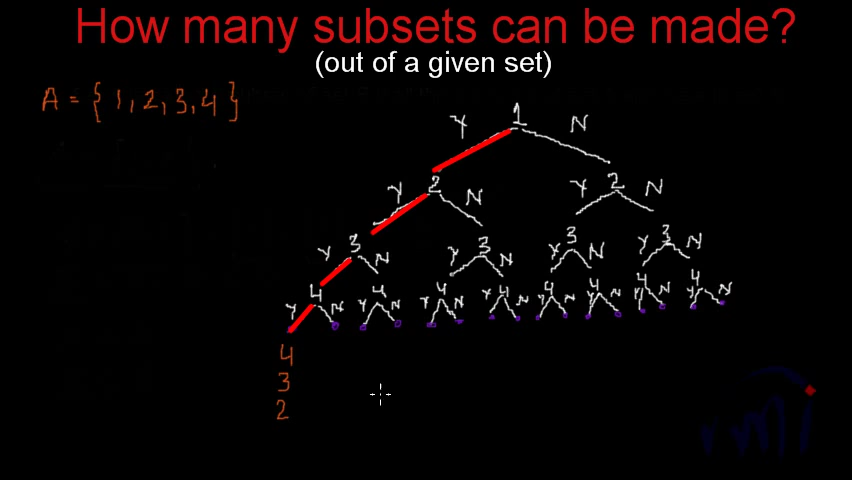 How many subsets can be made?
(out of a given set)
A = { 1, 2, 3, 4 }
1
Y N
2 2
Y N Y N
3 3 3 3
Y N Y N Y N Y N
4 4 4 4 4 4 4 4
Y N Y N Y N Y N Y N Y N Y N Y N
4
3
2